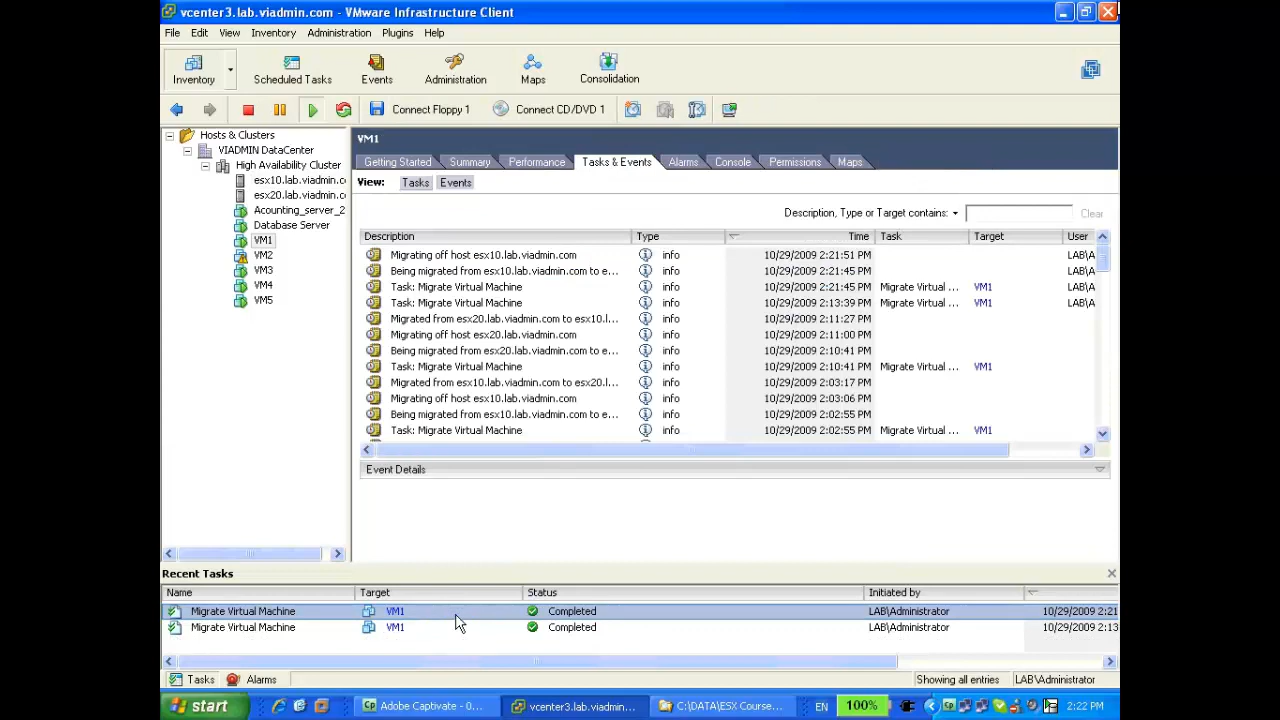 vcenter3.lab.viadmin.com - VMware Infrastructure Client
File Edit View Inventory Administration Plugins Help
Inventory Scheduled Tasks Events Administration Maps Consolidation
Connect Floppy 1 Connect CD/DVD 1
Hosts & Clusters
VIADMIN DataCenter
High Availability Cluster
esx10.lab.viadmin.c
esx20.lab.viadmin.c
Acounting_server_2
Database Server
VM1
VM2
VM3
VM4
VM5
VM1
Getting Started Summary Performance Tasks & Events Alarms Console Permissions Maps
View: Tasks Events
Description, Type or Target contains: Clear
Description Type Time Task Target User
Migrating off host esx10.lab.viadmin.com info 10/29/2009 2:21:51 PM LAB\A
Being migrated from esx10.lab.viadmin.com to e... info 10/29/2009 2:21:45 PM LAB\A
Task: Migrate Virtual Machine info 10/29/2009 2:21:45 PM Migrate Virtual ... VM1 LAB\A
Task: Migrate Virtual Machine info 10/29/2009 2:13:39 PM Migrate Virtual ... VM1 LAB\A
Migrated from esx20.lab.viadmin.com to esx10.l... info 10/29/2009 2:11:27 PM
Migrating off host esx20.lab.viadmin.com info 10/29/2009 2:11:00 PM
Being migrated from esx20.lab.viadmin.com to e... info 10/29/2009 2:10:41 PM
Task: Migrate Virtual Machine info 10/29/2009 2:10:41 PM Migrate Virtual ... VM1
Migrated from esx10.lab.viadmin.com to esx20.l... info 10/29/2009 2:03:17 PM
Migrating off host esx10.lab.viadmin.com info 10/29/2009 2:03:06 PM
Being migrated from esx10.lab.viadmin.com to e... info 10/29/2009 2:02:55 PM
Task: Migrate Virtual Machine info 10/29/2009 2:02:55 PM Migrate Virtual ... VM1
Event Details
Recent Tasks
Name Target Status Initiated by
Migrate Virtual Machine VM1 Completed LAB\Administrator 10/29/2009 2:21
Migrate Virtual Machine VM1 Completed LAB\Administrator 10/29/2009 2:13
Tasks Alarms Showing all entries LAB\Administrator
start Adobe Captivate - 0... vcenter3.lab.viadmin... C:\DATA\ESX Course... EN 100% 2:22 PM